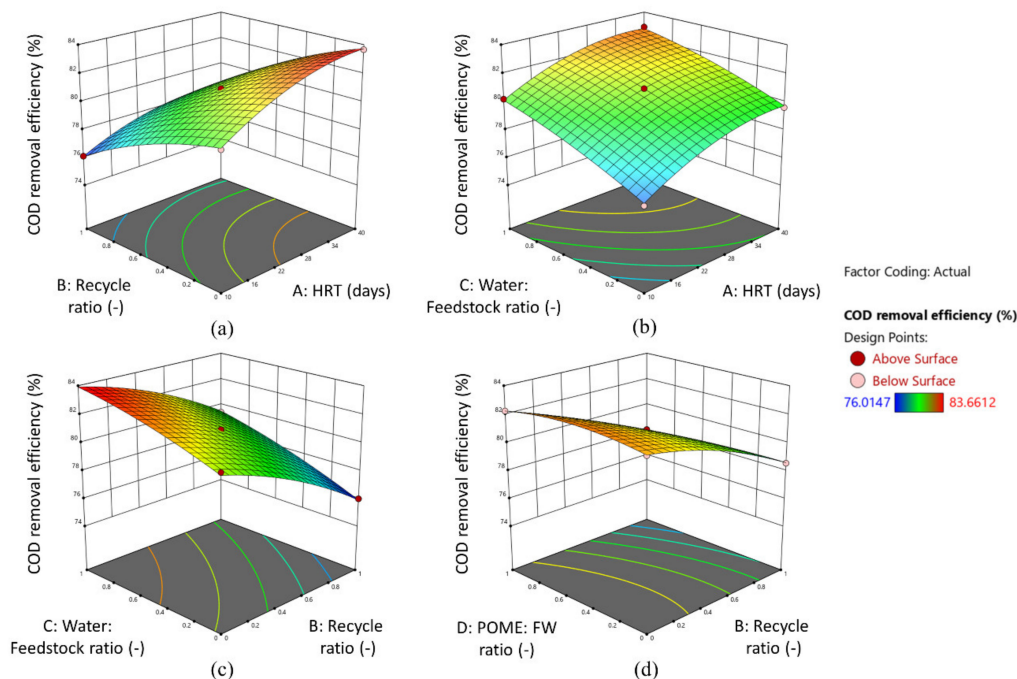 COD removal efficiency (%)
84
82
80
78
76
74
1
0.8
0.6
0.4
0.2
0
10
16
22
28
34
40
B: Recycle
ratio (-)
A: HRT (days)
(a)
COD removal efficiency (%)
84
82
80
78
76
74
1
0.8
0.6
0.4
0.2
0
10
16
22
28
34
40
C: Water:
Feedstock ratio (-)
A: HRT (days)
(b)
Factor Coding: Actual
COD removal efficiency (%)
Design Points:
Above Surface
Below Surface
76.0147 83.6612
COD removal efficiency (%)
84
82
80
78
76
74
1
0.8
0.6
0.4
0.2
0
0
0.2
0.4
0.6
0.8
1
C: Water:
Feedstock ratio (-)
B: Recycle
ratio (-)
(c)
COD removal efficiency (%)
84
82
80
78
76
74
1
0.8
0.6
0.4
0.2
0
0
0.2
0.4
0.6
0.8
1
D: POME: FW
ratio (-)
B: Recycle
ratio (-)
(d)